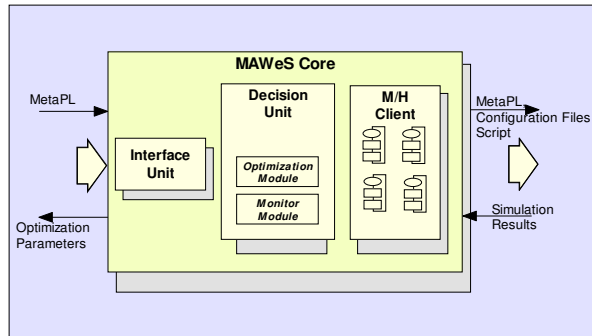 MAWeS Core
MetaPL
Interface
Unit
Optimization
Parameters
Decision
Unit
Optimization
Module
Monitor
Module
M/H
Client
MetaPL,
Configuration Files
Script
Simulation
Results